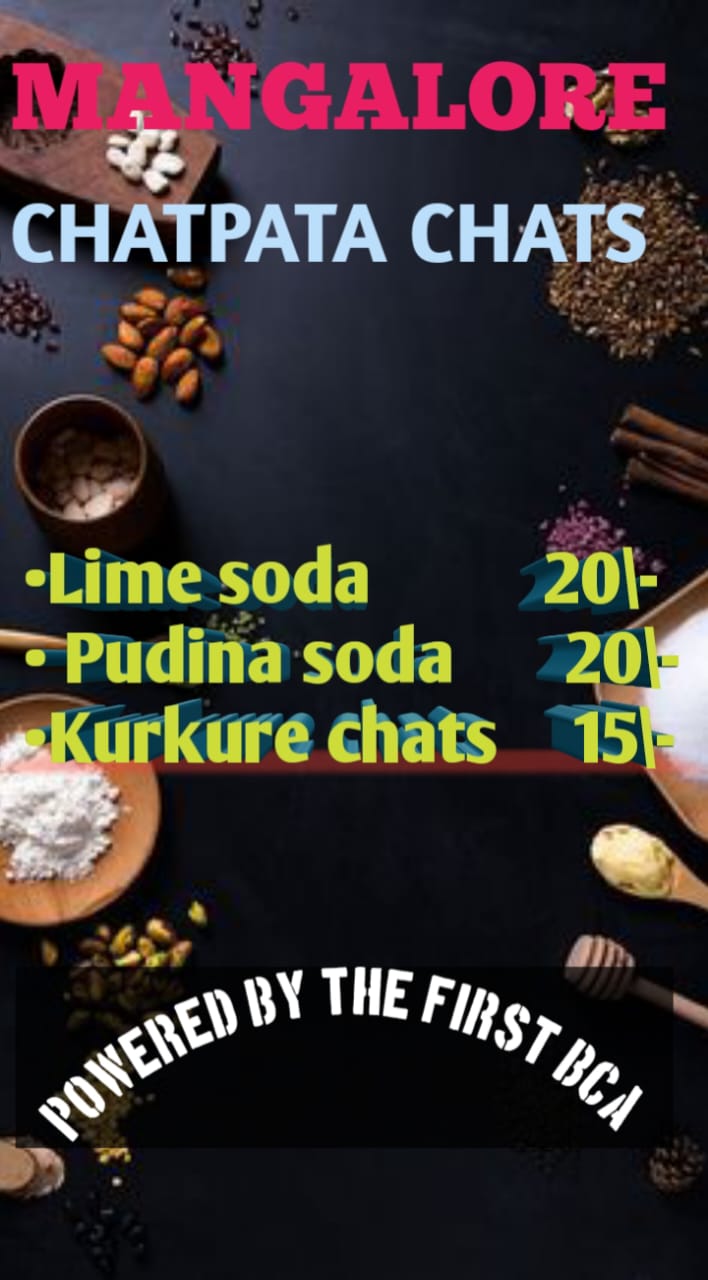 MANGALORE
CHATPATA CHATS
•Lime soda 20\-
• Pudina soda 20\-
•Kurkure chats 15\-
POWERED BY THE FIRST BCA